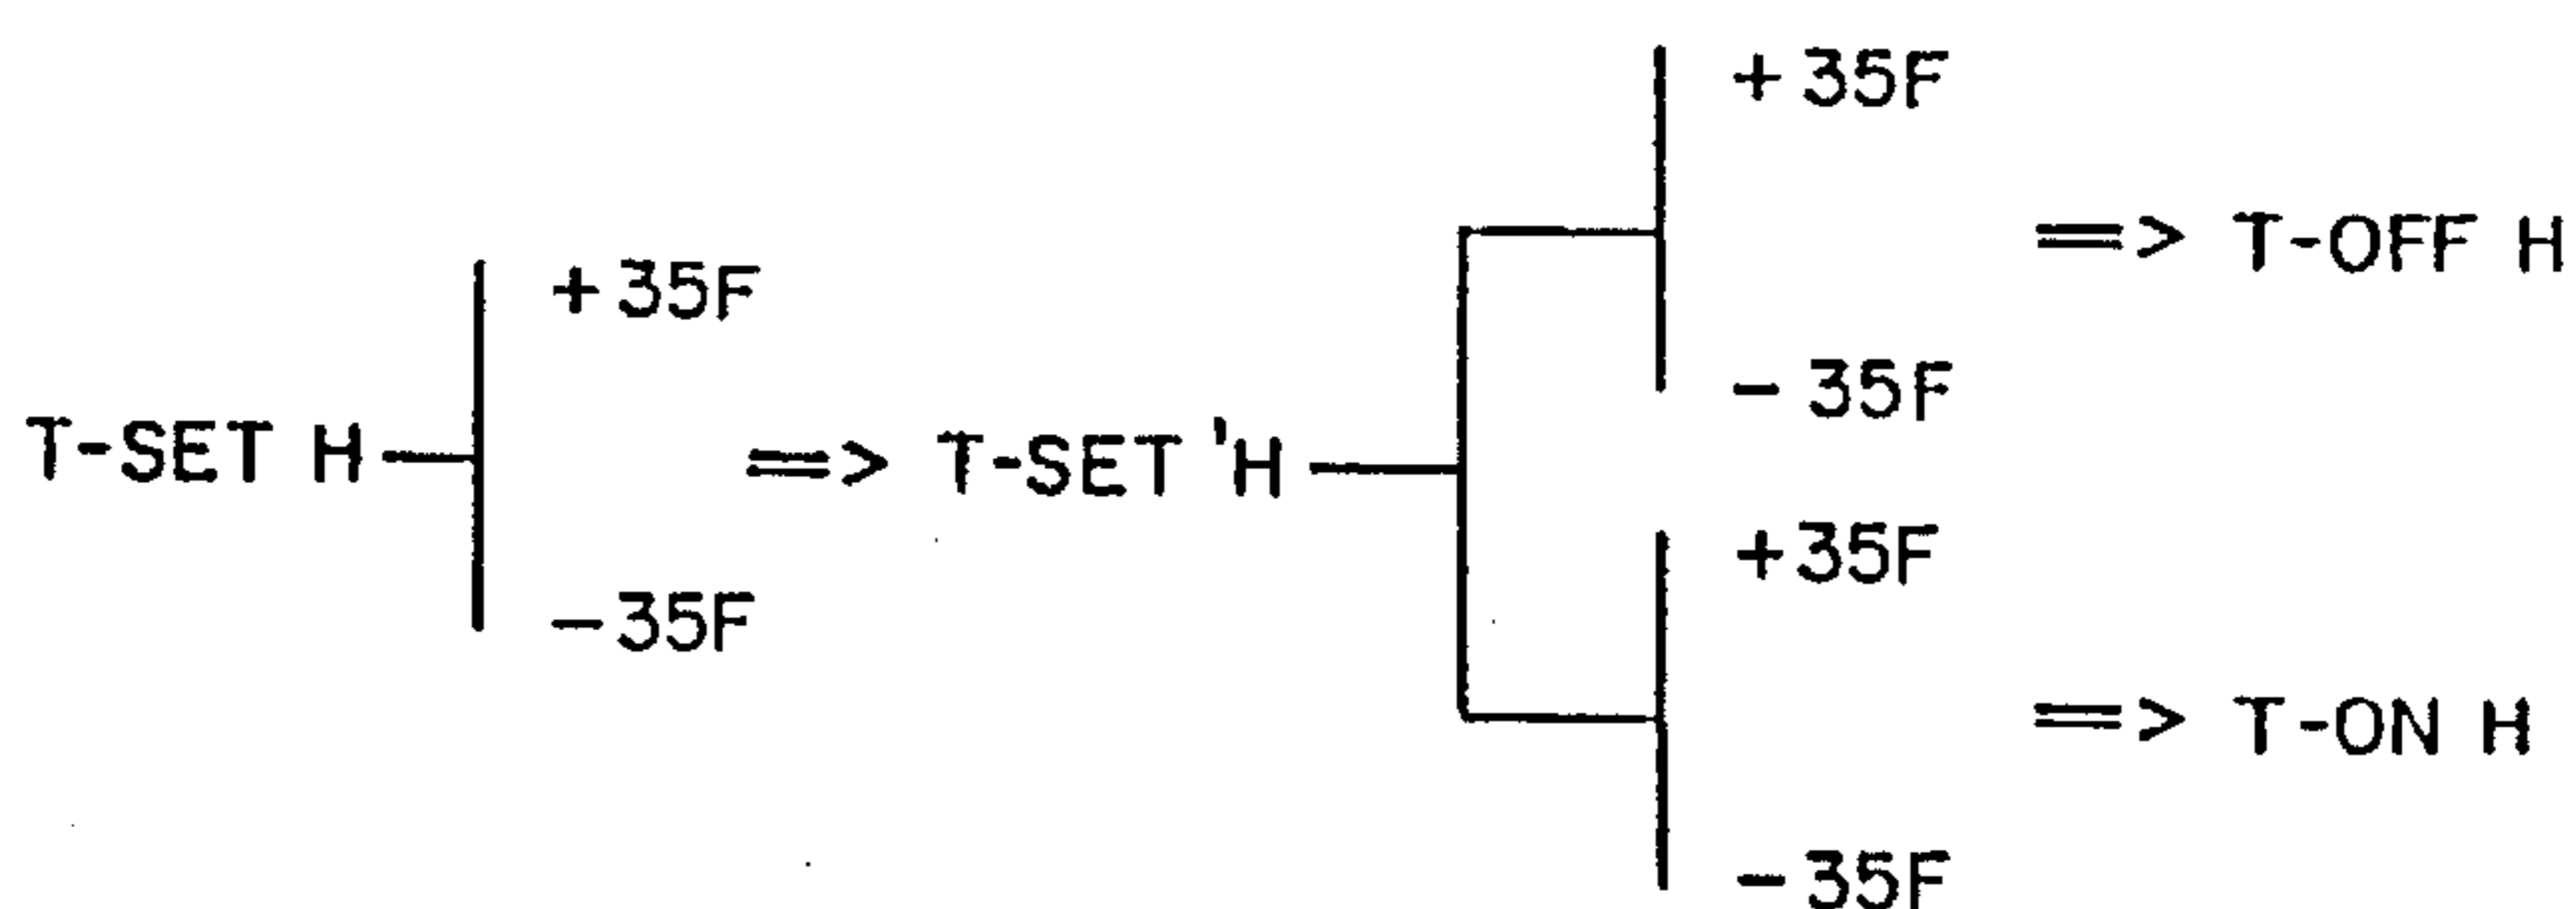 +35F
=> T-OFF H
+35F
-35F
T-SET H
=> T-SET 'H
+35F
-35F
=> T-ON H
-35F